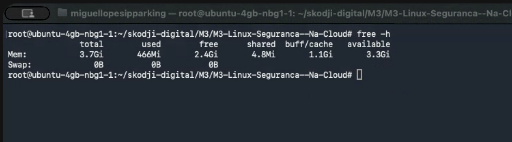 miguellopesipparking — root@ubuntu-4gb-nbg1-1: ~/skodji-digital/M3/M3-Linux-Seguranca--Na-Cloud
root@ubuntu-4gb-nbg1-1:~/skodji-digital/M3/M3-Linux-Seguranca--Na-Cloud# free -h
total used free shared buff/cache available
Mem: 3.7Gi 466Mi 2.4Gi 4.8Mi 1.1Gi 3.3Gi
Swap: 0B 0B 0B
root@ubuntu-4gb-nbg1-1:~/skodji-digital/M3/M3-Linux-Seguranca--Na-Cloud#